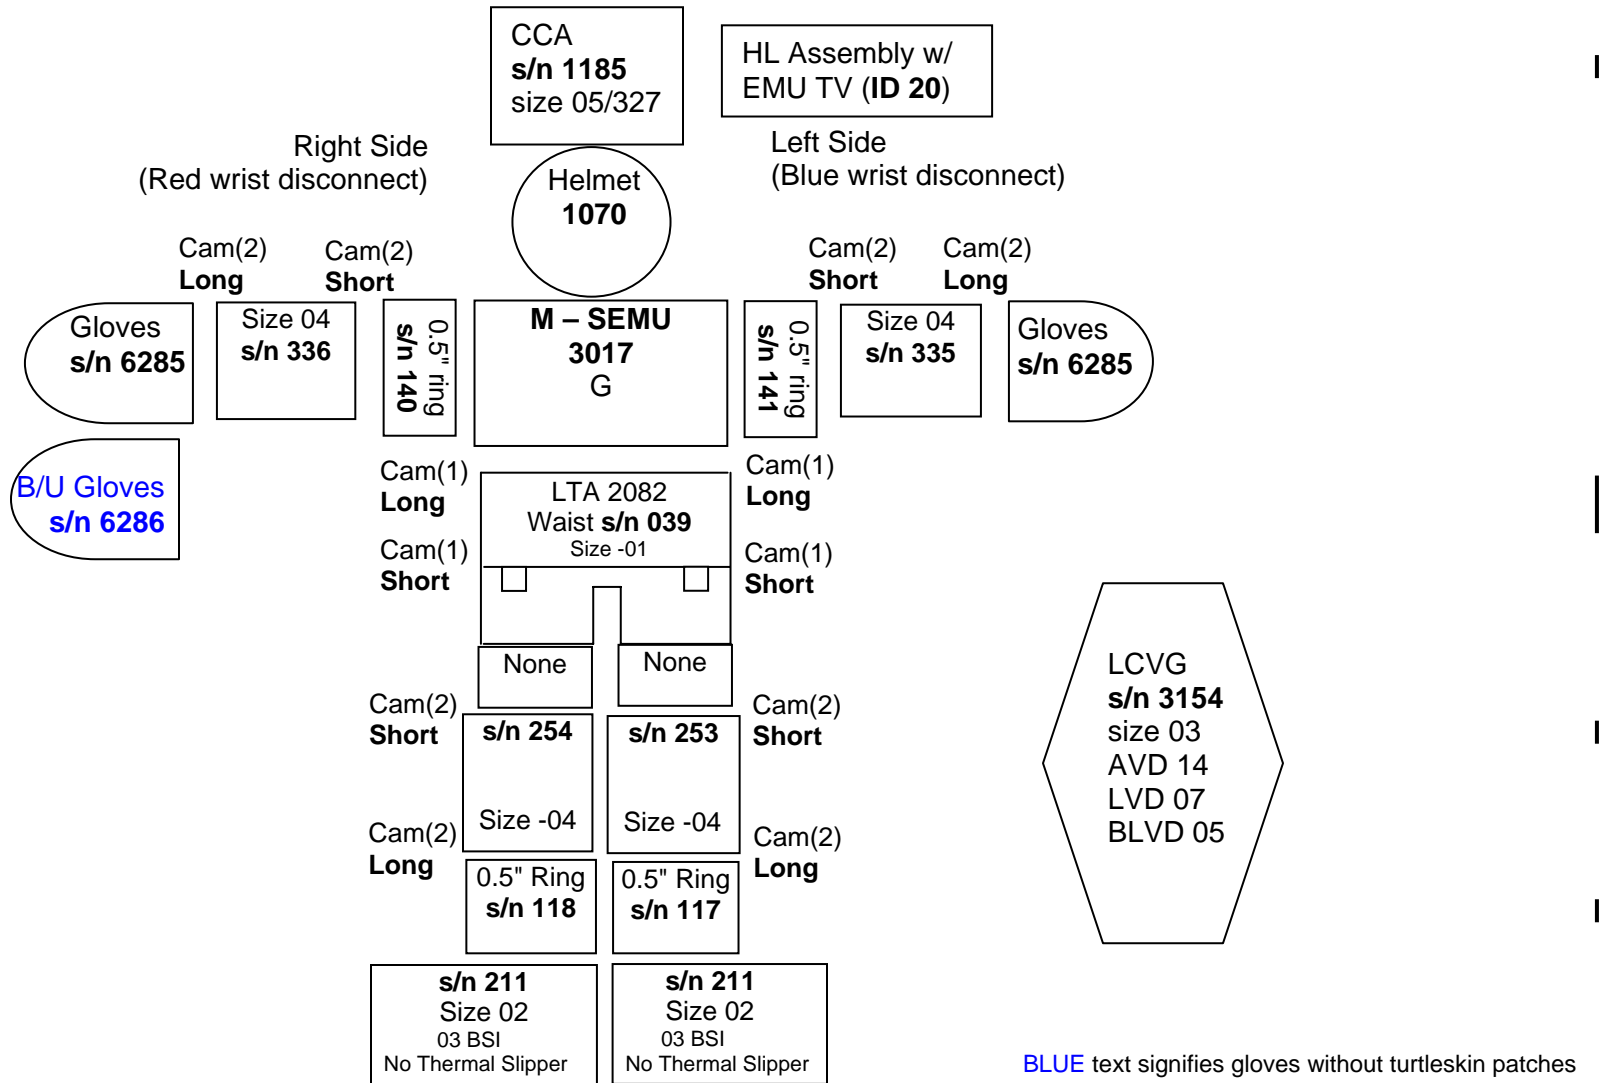 CCA
s/n 1185
size 05/327
HL Assembly w/
EMU TV (ID 20)
Right Side
(Red wrist disconnect)
Left Side
(Blue wrist disconnect)
Helmet
1070
Cam(2)
Long
Cam(2)
Short
Cam(2)
Short
Cam(2)
Long
Gloves
s/n 6285
Size 04
s/n 336
0.5" ring
s/n 140
M – SEMU
3017
G
0.5" ring
s/n 141
Size 04
s/n 335
Gloves
s/n 6285
B/U Gloves
s/n 6286
Cam(1)
Long
Cam(1)
Short
LTA 2082
Waist s/n 039
Size -01
Cam(1)
Long
Cam(1)
Short
None
None
Cam(2)
Short
s/n 254
Size -04
s/n 253
Size -04
Cam(2)
Short
Cam(2)
Long
Cam(2)
Long
0.5" Ring
s/n 118
0.5" Ring
s/n 117
s/n 211
Size 02
03 BSI
No Thermal Slipper
s/n 211
Size 02
03 BSI
No Thermal Slipper
LCVG
s/n 3154
size 03
AVD 14
LVD 07
BLVD 05
BLUE text signifies gloves without turtleskin patches